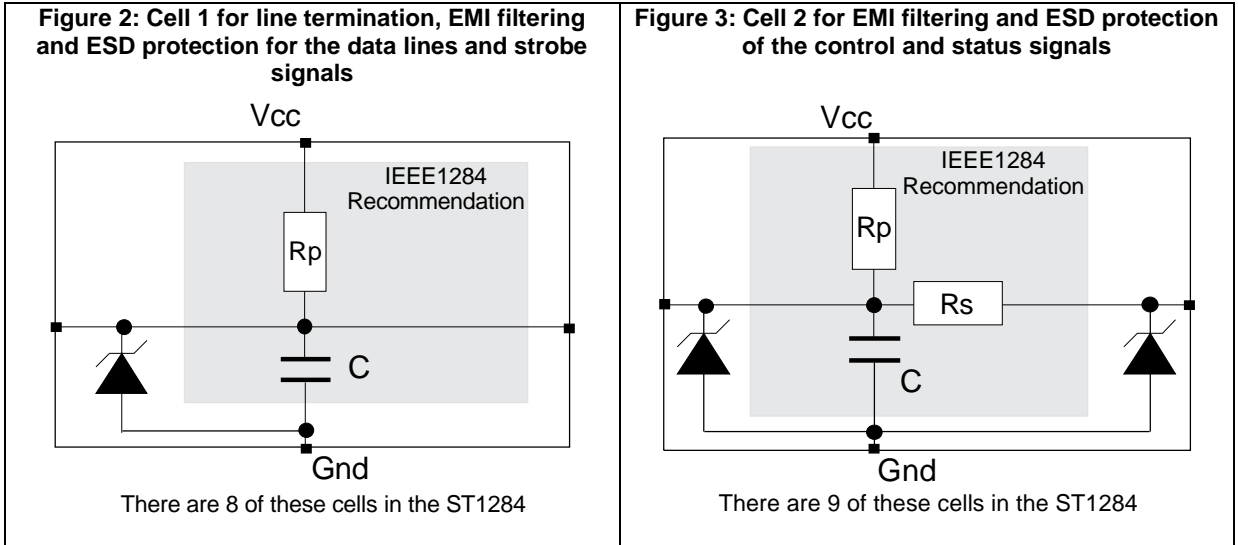 Figure 2: Cell 1 for line termination, EMI filtering
and ESD protection for the data lines and strobe
signals
Vcc
IEEE1284
Recommendation
Rp
C
Gnd
There are 8 of these cells in the ST1284
Figure 3: Cell 2 for EMI filtering and ESD protection
of the control and status signals
Vcc
IEEE1284
Recommendation
Rp
Rs
C
Gnd
There are 9 of these cells in the ST1284